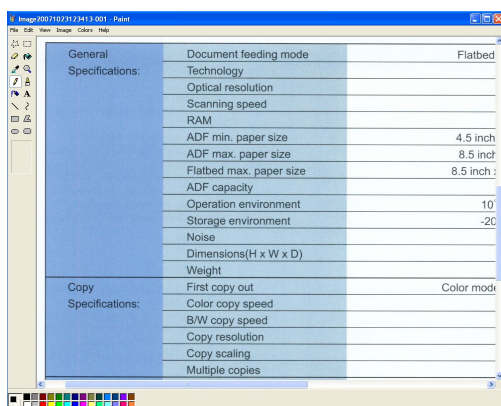 Image20071023123413-001 - Paint
File Edit View Image Colors Help
General Document feeding mode Flatbed
Specifications: Technology
Optical resolution
Scanning speed
RAM
ADF min. paper size 4.5 inch
ADF max. paper size 8.5 inch
Flatbed max. paper size 8.5 inch
ADF capacity
Operation environment 10
Storage environment -20
Noise
Dimensions(H x W x D)
Weight
Copy First copy out Color mode
Specifications: Color copy speed
B/W copy speed
Copy resolution
Copy scaling
Multiple copies